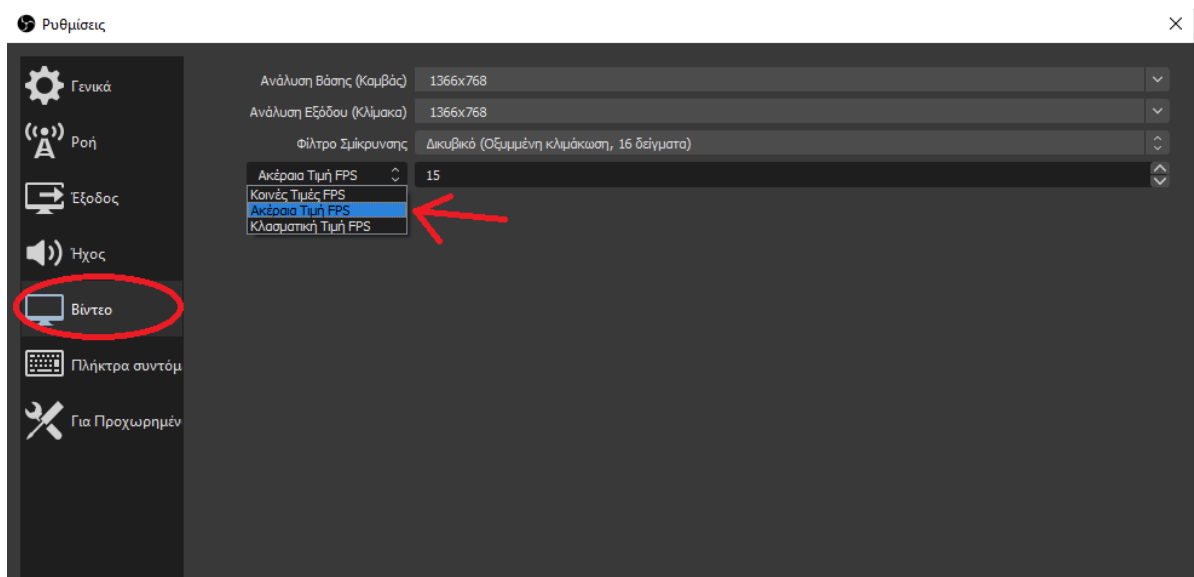 Ρυθμίσεις
Γενικά
Ροή
Έξοδος
Ήχος
Βίντεο
Πλήκτρα συντόμ
Για Προχωρημέν
Ανάλυση Βάσης (Καμβάς) 1366x768
Ανάλυση Εξόδου (Κλίμακα) 1366x768
Φίλτρο Σμίκρυνσης Δικυβικό (Οξυμμένη κλιμάκωση, 16 δείγματα)
Ακέραια Τιμή FPS 15
Κοινές Τιμές FPS
Ακέραια Τιμή FPS
Κλασματική Τιμή FPS